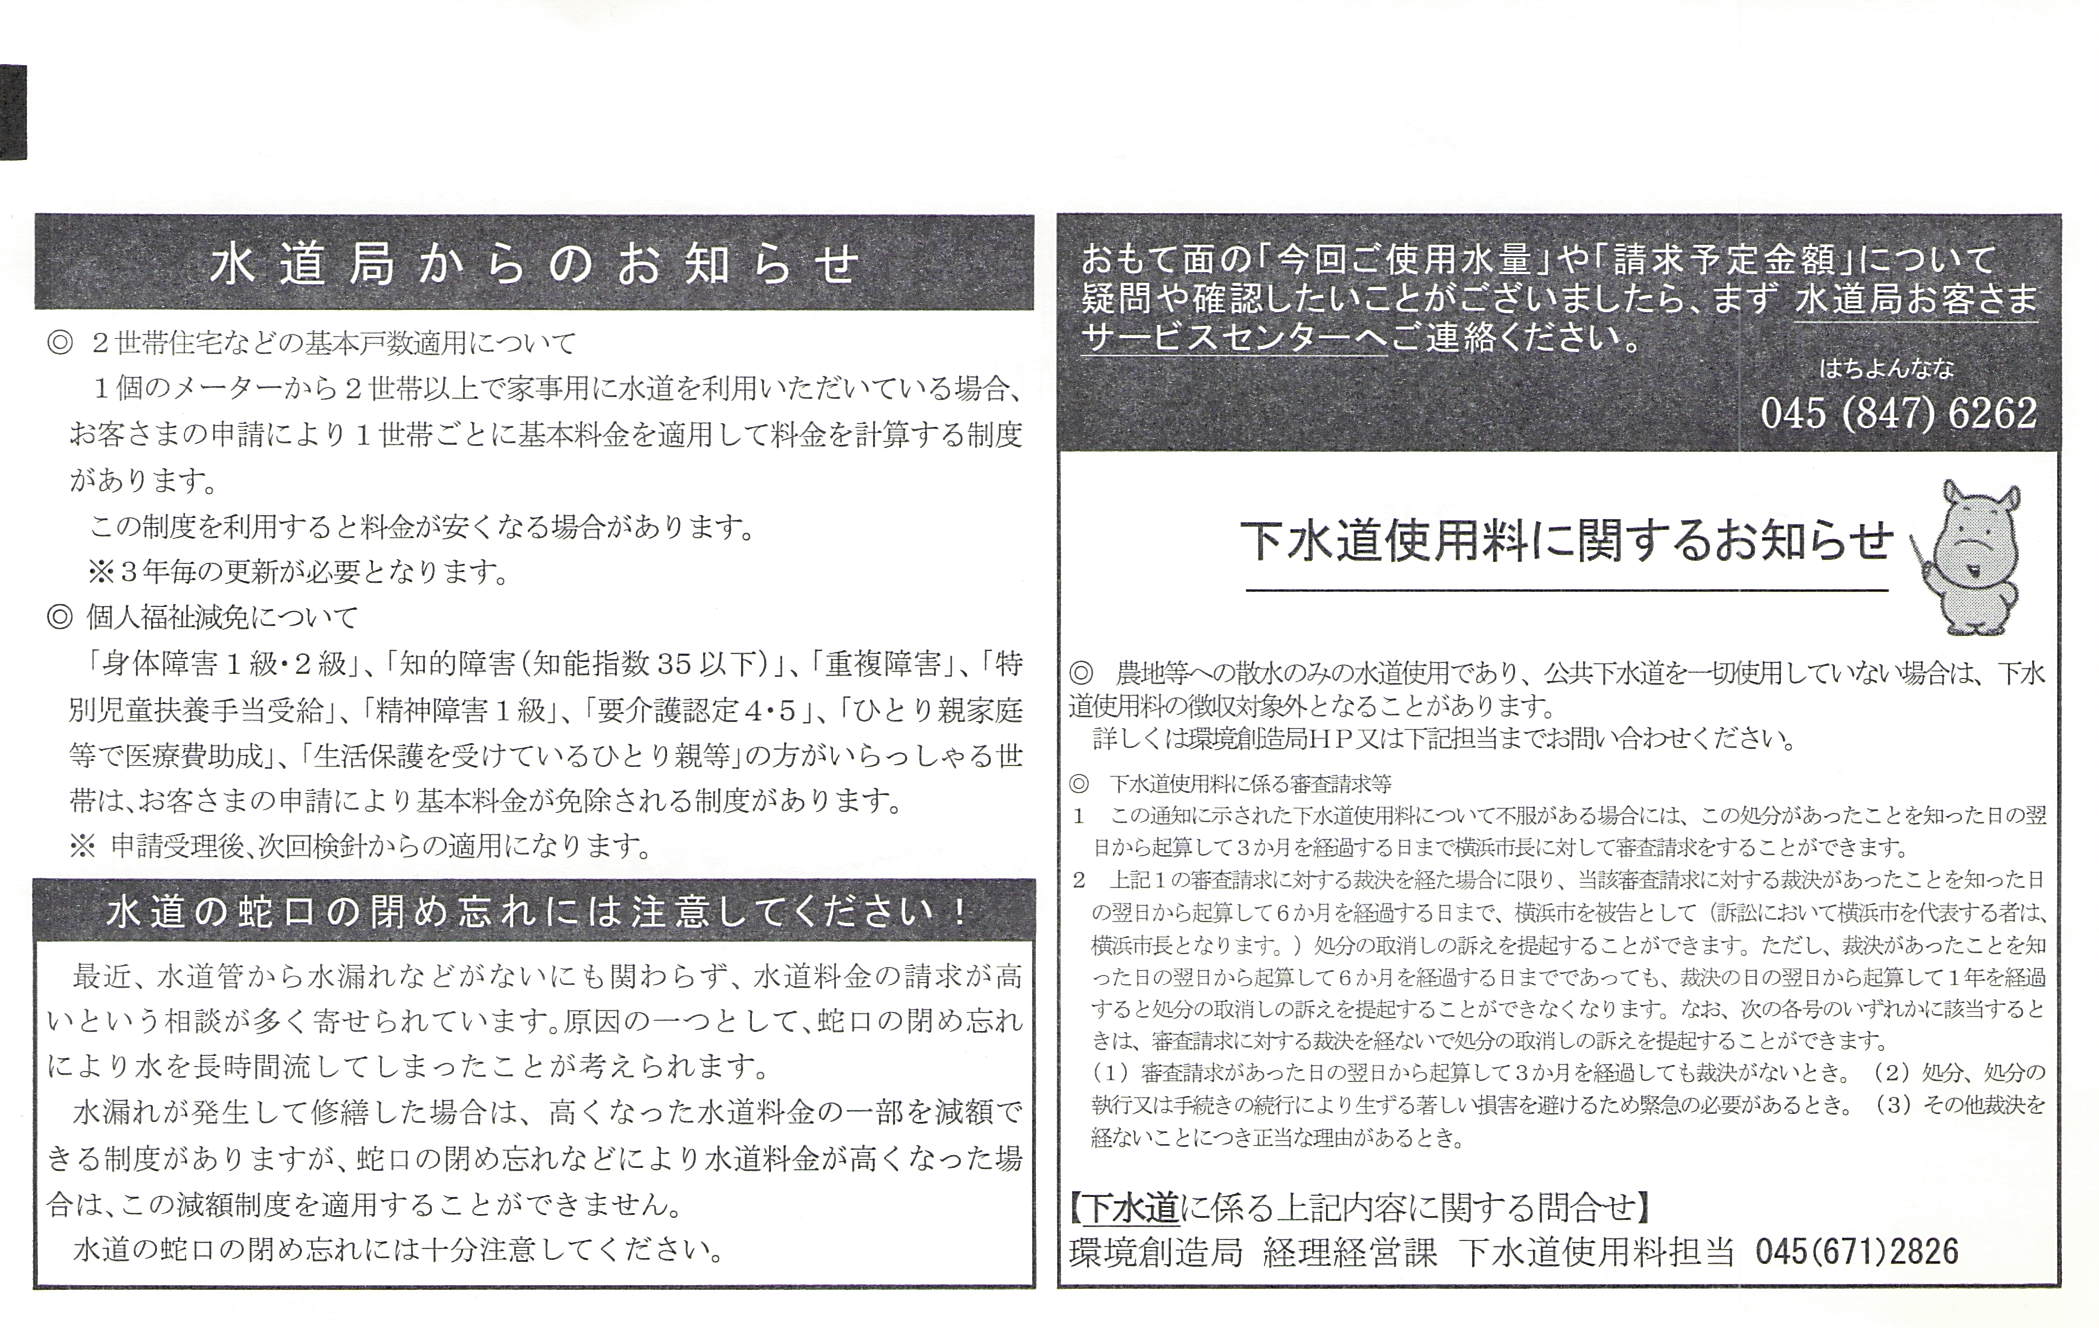 水道局からのお知らせ
◎ 2世帯住宅などの基本戸数適用について
1個のメーターから2世帯以上で家事用に水道を利用いただいている場合、
お客さまの申請により1世帯ごとに基本料金を適用して料金を計算する制度
があります。
この制度を利用すると料金が安くなる場合があります。
※3年毎の更新が必要となります。
◎ 個人福祉減免について
「身体障害1級・2級」、「知的障害(知能指数35以下)」、「重複障害」、「特
別児童扶養手当受給」、「精神障害1級」、「要介護認定4・5」、「ひとり親家庭
等で医療費助成」、「生活保護を受けているひとり親等」の方がいらっしゃる世
帯は、お客さまの申請により基本料金が免除される制度があります。
※ 申請受理後、次回検針からの適用になります。
水道の蛇口の閉め忘れには注意してください!
最近、水道管から水漏れなどがないにも関わらず、水道料金の請求が高
いという相談が多く寄せられています。原因の一つとして、蛇口の閉め忘れ
により水を長時間流してしまったことが考えられます。
水漏れが発生して修繕した場合は、高くなった水道料金の一部を減額で
きる制度がありますが、蛇口の閉め忘れなどにより水道料金が高くなった場
合は、この減額制度を適用することができません。
水道の蛇口の閉め忘れには十分注意してください。
おもて面の「今回ご使用水量」や「請求予定金額」について
疑問や確認したいことがございましたら、まず 水道局お客さま
サービスセンターへご連絡ください。
はちよんなな
045 (847) 6262
下水道使用料に関するお知らせ
◎ 農地等への散水のみの水道使用であり、公共下水道を一切使用していない場合は、下水
道使用料の徴収対象外となることがあります。
詳しくは環境創造局HP又は下記担当までお問い合わせください。
◎ 下水道使用料に係る審査請求等
1 この通知に示された下水道使用料について不服がある場合には、この処分があったことを知った日の翌
日から起算して3か月を経過する日まで横浜市長に対して審査請求をすることができます。
2 上記1の審査請求に対する裁決を経た場合に限り、当該審査請求に対する裁決があったことを知った日
の翌日から起算して6か月を経過する日まで、横浜市を被告として(訴訟において横浜市を代表する者は、
横浜市長となります。)処分の取消しの訴えを提起することができます。ただし、裁決があったことを知
った日の翌日から起算して6か月を経過する日までであっても、裁決の日の翌日から起算して1年を経過
すると処分の取消しの訴えを提起することができなくなります。なお、次の各号のいずれかに該当すると
きは、審査請求に対する裁決を経ないで処分の取消しの訴えを提起することができます。
(1)審査請求があった日の翌日から起算して3か月を経過しても裁決がないとき。(2)処分、処分の
執行又は手続きの続行により生ずる著しい損害を避けるため緊急の必要があるとき。(3)その他裁決を
経ないことにつき正当な理由があるとき。
【下水道に係る上記内容に関する問合せ】
環境創造局 経理経営課 下水道使用料担当 045(671)2826